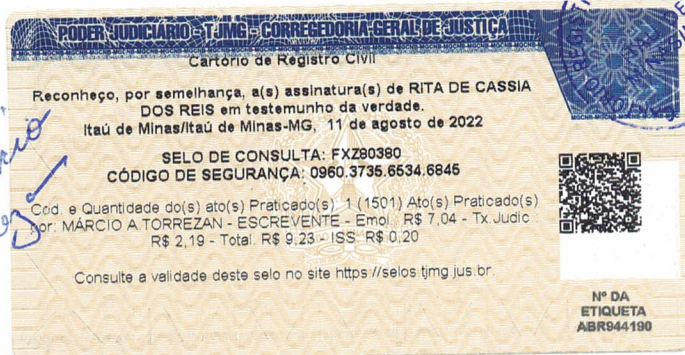 PODER JUDICIÁRIO - TJMG - CORREGEDORIA-GERAL DE JUSTIÇA
Cartório de Registro Civil
Reconheço, por semelhança, a(s) assinatura(s) de RITA DE CASSIA
DOS REIS em testemunho da verdade.
Itaú de Minas/Itaú de Minas-MG, 11 de agosto de 2022
SELO DE CONSULTA: FXZ80380
CÓDIGO DE SEGURANÇA: 0960.3735.6534.6845
Cód. e Quantidade do(s) ato(s) Praticado(s): 1 (1501) Ato(s) Praticado(s)
por: MÁRCIO A TORREZAN - ESCREVENTE - Emol.: R$ 7,04 - Tx.Judic.:
R$ 2,19 - Total: R$ 9,23 - ISS: R$ 0,20
Consulte a validade deste selo no site https://selos.tjmg.jus.br.
Nº DA
ETIQUETA
ABR944190